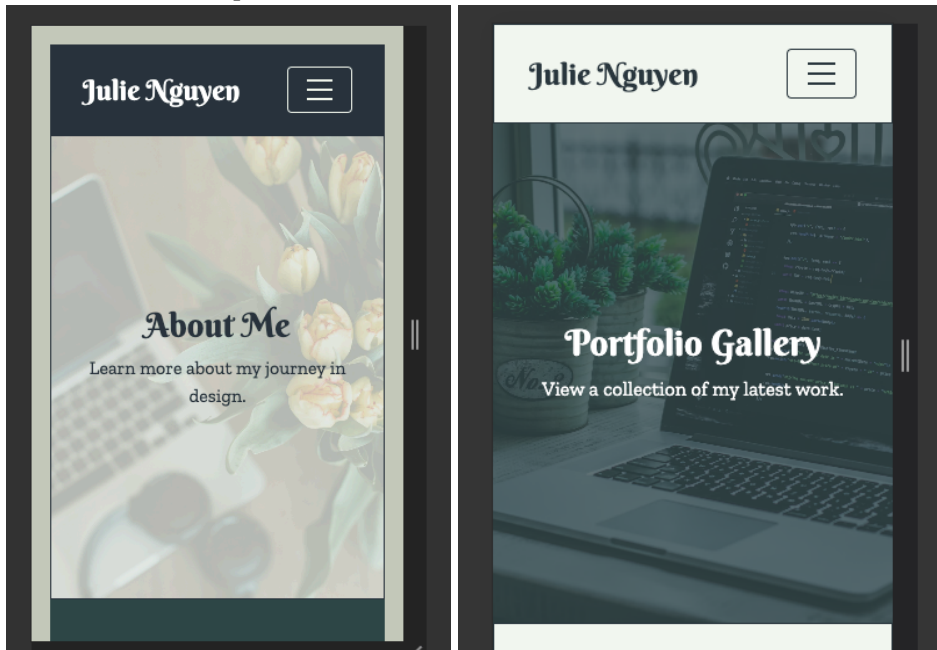 Julie Nguyen
About Me
Learn more about my journey in
design.
Julie Nguyen
Portfolio Gallery
View a collection of my latest work.